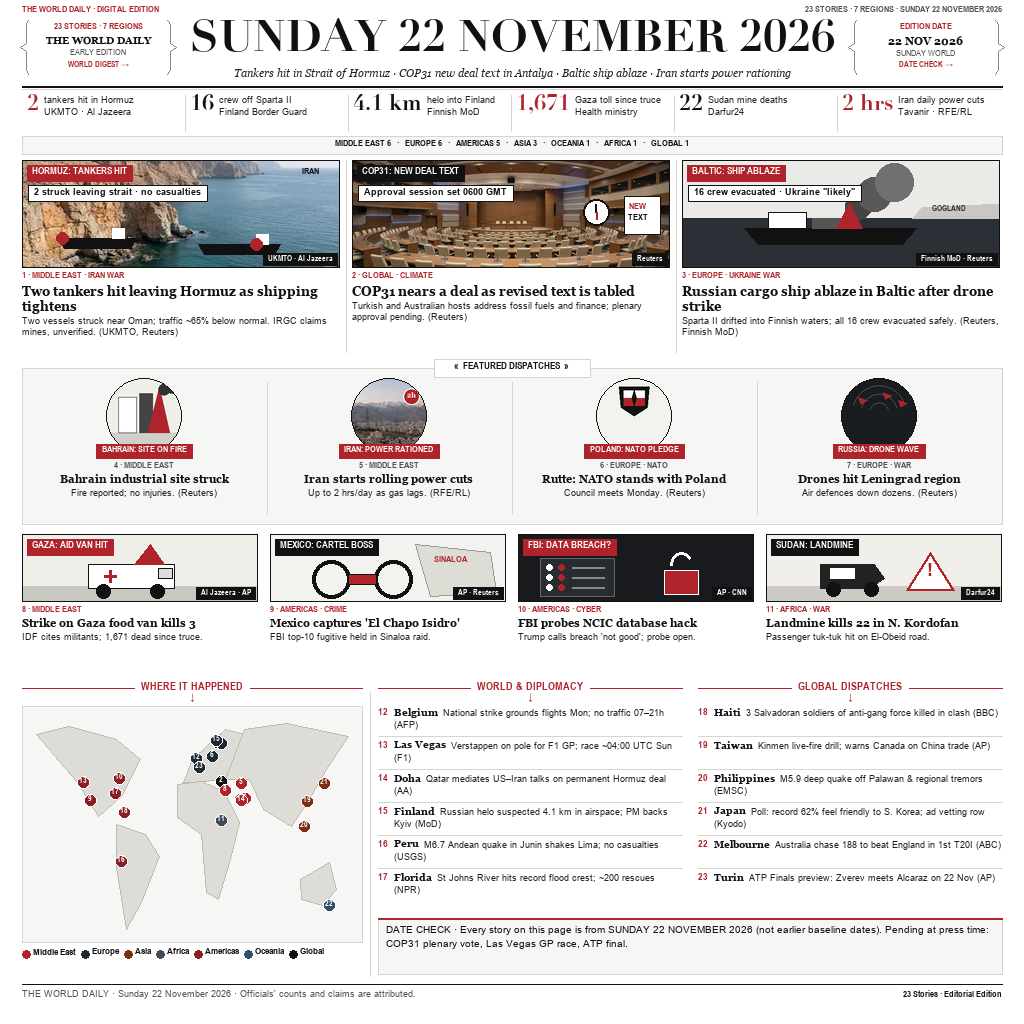 THE WORLD DAILY · DIGITAL EDITION
23 STORIES · 7 REGIONS · SUNDAY 22 NOVEMBER 2026
23 STORIES · 7 REGIONS
THE WORLD DAILY
EARLY EDITION
WORLD DIGEST →
SUNDAY 22 NOVEMBER 2026
Tankers hit in Strait of Hormuz · COP31 new deal text in Antalya · Baltic ship ablaze · Iran starts power rationing
EDITION DATE
22 NOV 2026
SUNDAY WORLD
DATE CHECK →
2 tankers hit in Hormuz
UKMTO · Al Jazeera
16 crew off Sparta II
Finland Border Guard
4.1 km helo into Finland
Finnish MoD
1,671 Gaza toll since truce
Health ministry
22 Sudan mine deaths
Darfur24
2 hrs Iran daily power cuts
Tavanir · RFE/RL
MIDDLE EAST 6 · EUROPE 6 · AMERICAS 5 · ASIA 3 · OCEANIA 1 · AFRICA 1 · GLOBAL 1
HORMUZ: TANKERS HIT
IRAN
2 struck leaving strait · no casualties
UKMTO · Al Jazeera
1 · MIDDLE EAST · IRAN WAR
Two tankers hit leaving Hormuz as shipping
tightens
Two vessels struck near Oman; traffic ~65% below normal. IRGC claims
mines, unverified. (UKMTO, Reuters)
COP31: NEW DEAL TEXT
Approval session set 0600 GMT
NEW
TEXT
Reuters
2 · GLOBAL · CLIMATE
COP31 nears a deal as revised text is tabled
Turkish and Australian hosts address fossil fuels and finance; plenary
approval pending. (Reuters)
BALTIC: SHIP ABLAZE
16 crew evacuated · Ukraine "likely"
GOGLAND
Finnish MoD · Reuters
3 · EUROPE · UKRAINE WAR
Russian cargo ship ablaze in Baltic after drone
strike
Sparta II drifted into Finnish waters; all 16 crew evacuated safely. (Reuters,
Finnish MoD)
« FEATURED DISPATCHES »
BAHRAIN: SITE ON FIRE
4 · MIDDLE EAST
Bahrain industrial site struck
Fire reported; no injuries. (Reuters)
2h
IRAN: POWER RATIONED
5 · MIDDLE EAST
Iran starts rolling power cuts
Up to 2 hrs/day as gas lags. (RFE/RL)
POLAND: NATO PLEDGE
6 · EUROPE · NATO
Rutte: NATO stands with Poland
Council meets Monday. (Reuters)
RUSSIA: DRONE WAVE
7 · EUROPE · WAR
Drones hit Leningrad region
Air defences down dozens. (Reuters)
GAZA: AID VAN HIT
Al Jazeera · AP
8 · MIDDLE EAST
Strike on Gaza food van kills 3
IDF cites militants; 1,671 dead since truce.
MEXICO: CARTEL BOSS
SINALOA
AP · Reuters
9 · AMERICAS · CRIME
Mexico captures 'El Chapo Isidro'
FBI top-10 fugitive held in Sinaloa raid.
FBI: DATA BREACH?
AP · CNN
10 · AMERICAS · CYBER
FBI probes NCIC database hack
Trump calls breach 'not good'; probe open.
SUDAN: LANDMINE
!
Darfur24
11 · AFRICA · WAR
Landmine kills 22 in N. Kordofan
Passenger tuk-tuk hit on El-Obeid road.
WHERE IT HAPPENED
↓
Middle East Europe Asia Africa Americas Oceania Global
WORLD & DIPLOMACY
↓
12 Belgium National strike grounds flights Mon; no traffic 07–21h
(AFP)
13 Las Vegas Verstappen on pole for F1 GP; race ~04:00 UTC Sun
(F1)
14 Doha Qatar mediates US–Iran talks on permanent Hormuz deal
(AA)
15 Finland Russian helo suspected 4.1 km in airspace; PM backs
Kyiv (MoD)
16 Peru M6.7 Andean quake in Junin shakes Lima; no casualties
(USGS)
17 Florida St Johns River hits record flood crest; ~200 rescues
(NPR)
GLOBAL DISPATCHES
↓
18 Haiti 3 Salvadoran soldiers of anti-gang force killed in clash (BBC)
19 Taiwan Kinmen live-fire drill; warns Canada on China trade (AP)
20 Philippines M5.9 deep quake off Palawan & regional tremors
(EMSC)
21 Japan Poll: record 62% feel friendly to S. Korea; ad vetting row
(Kyodo)
22 Melbourne Australia chase 188 to beat England in 1st T20I (ABC)
23 Turin ATP Finals preview: Zverev meets Alcaraz on 22 Nov (AP)
DATE CHECK · Every story on this page is from SUNDAY 22 NOVEMBER 2026 (not earlier baseline dates). Pending at press time:
COP31 plenary vote, Las Vegas GP race, ATP final.
THE WORLD DAILY · Sunday 22 November 2026 · Officials' counts and claims are attributed.
23 Stories · Editorial Edition